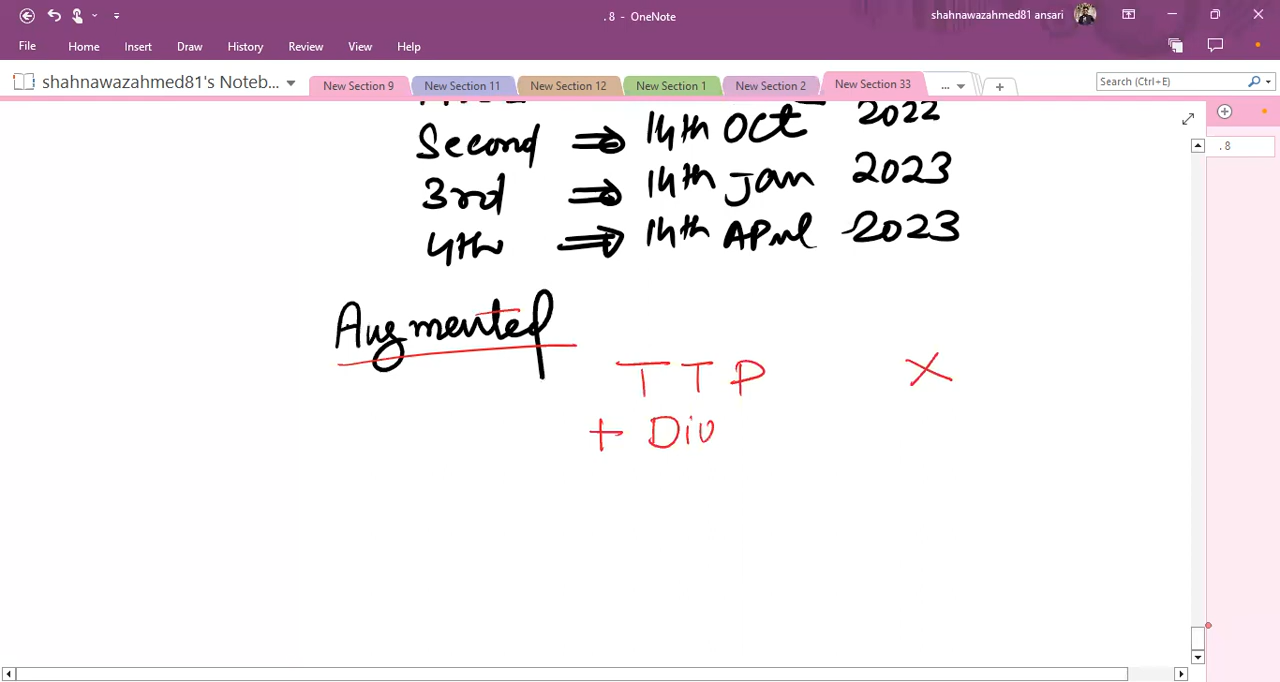 shahnawazahmed81 ansari
. 8 - OneNote
File Home Insert Draw History Review View Help
shahnawazahmed81's Noteb... New Section 9 New Section 11 New Section 12 New Section 1 New Section 2 New Section 33 ... + Search (Ctrl+E)
. 8
2022
Second ⇒ 14th Oct
3rd ⇒ 14th Jan 2023
4th ⇒ 14th April 2023
Augmented
T T P X
+ Div